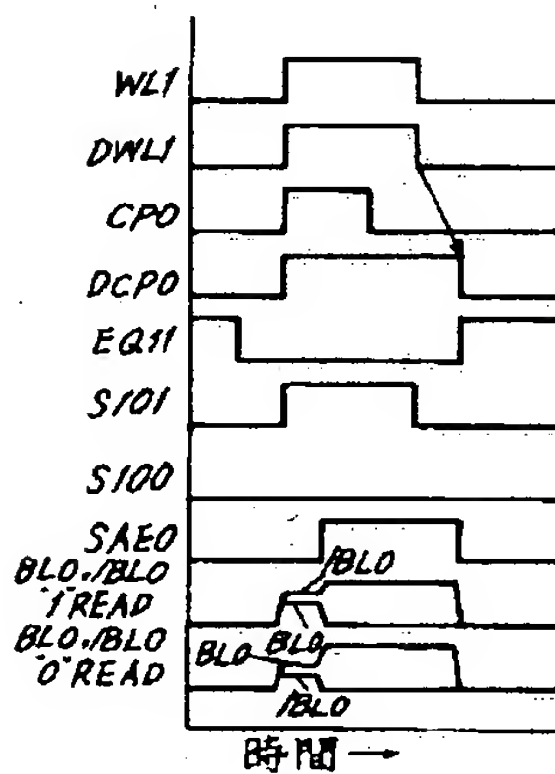 WL1
DWL1
CP0
DCP0
EQ11
S101
S100
SAE0
BL0,/BL0
"1"READ
/BL0
BL0
BL0,/BL0
"0"READ
BL0
/BL0
時間→